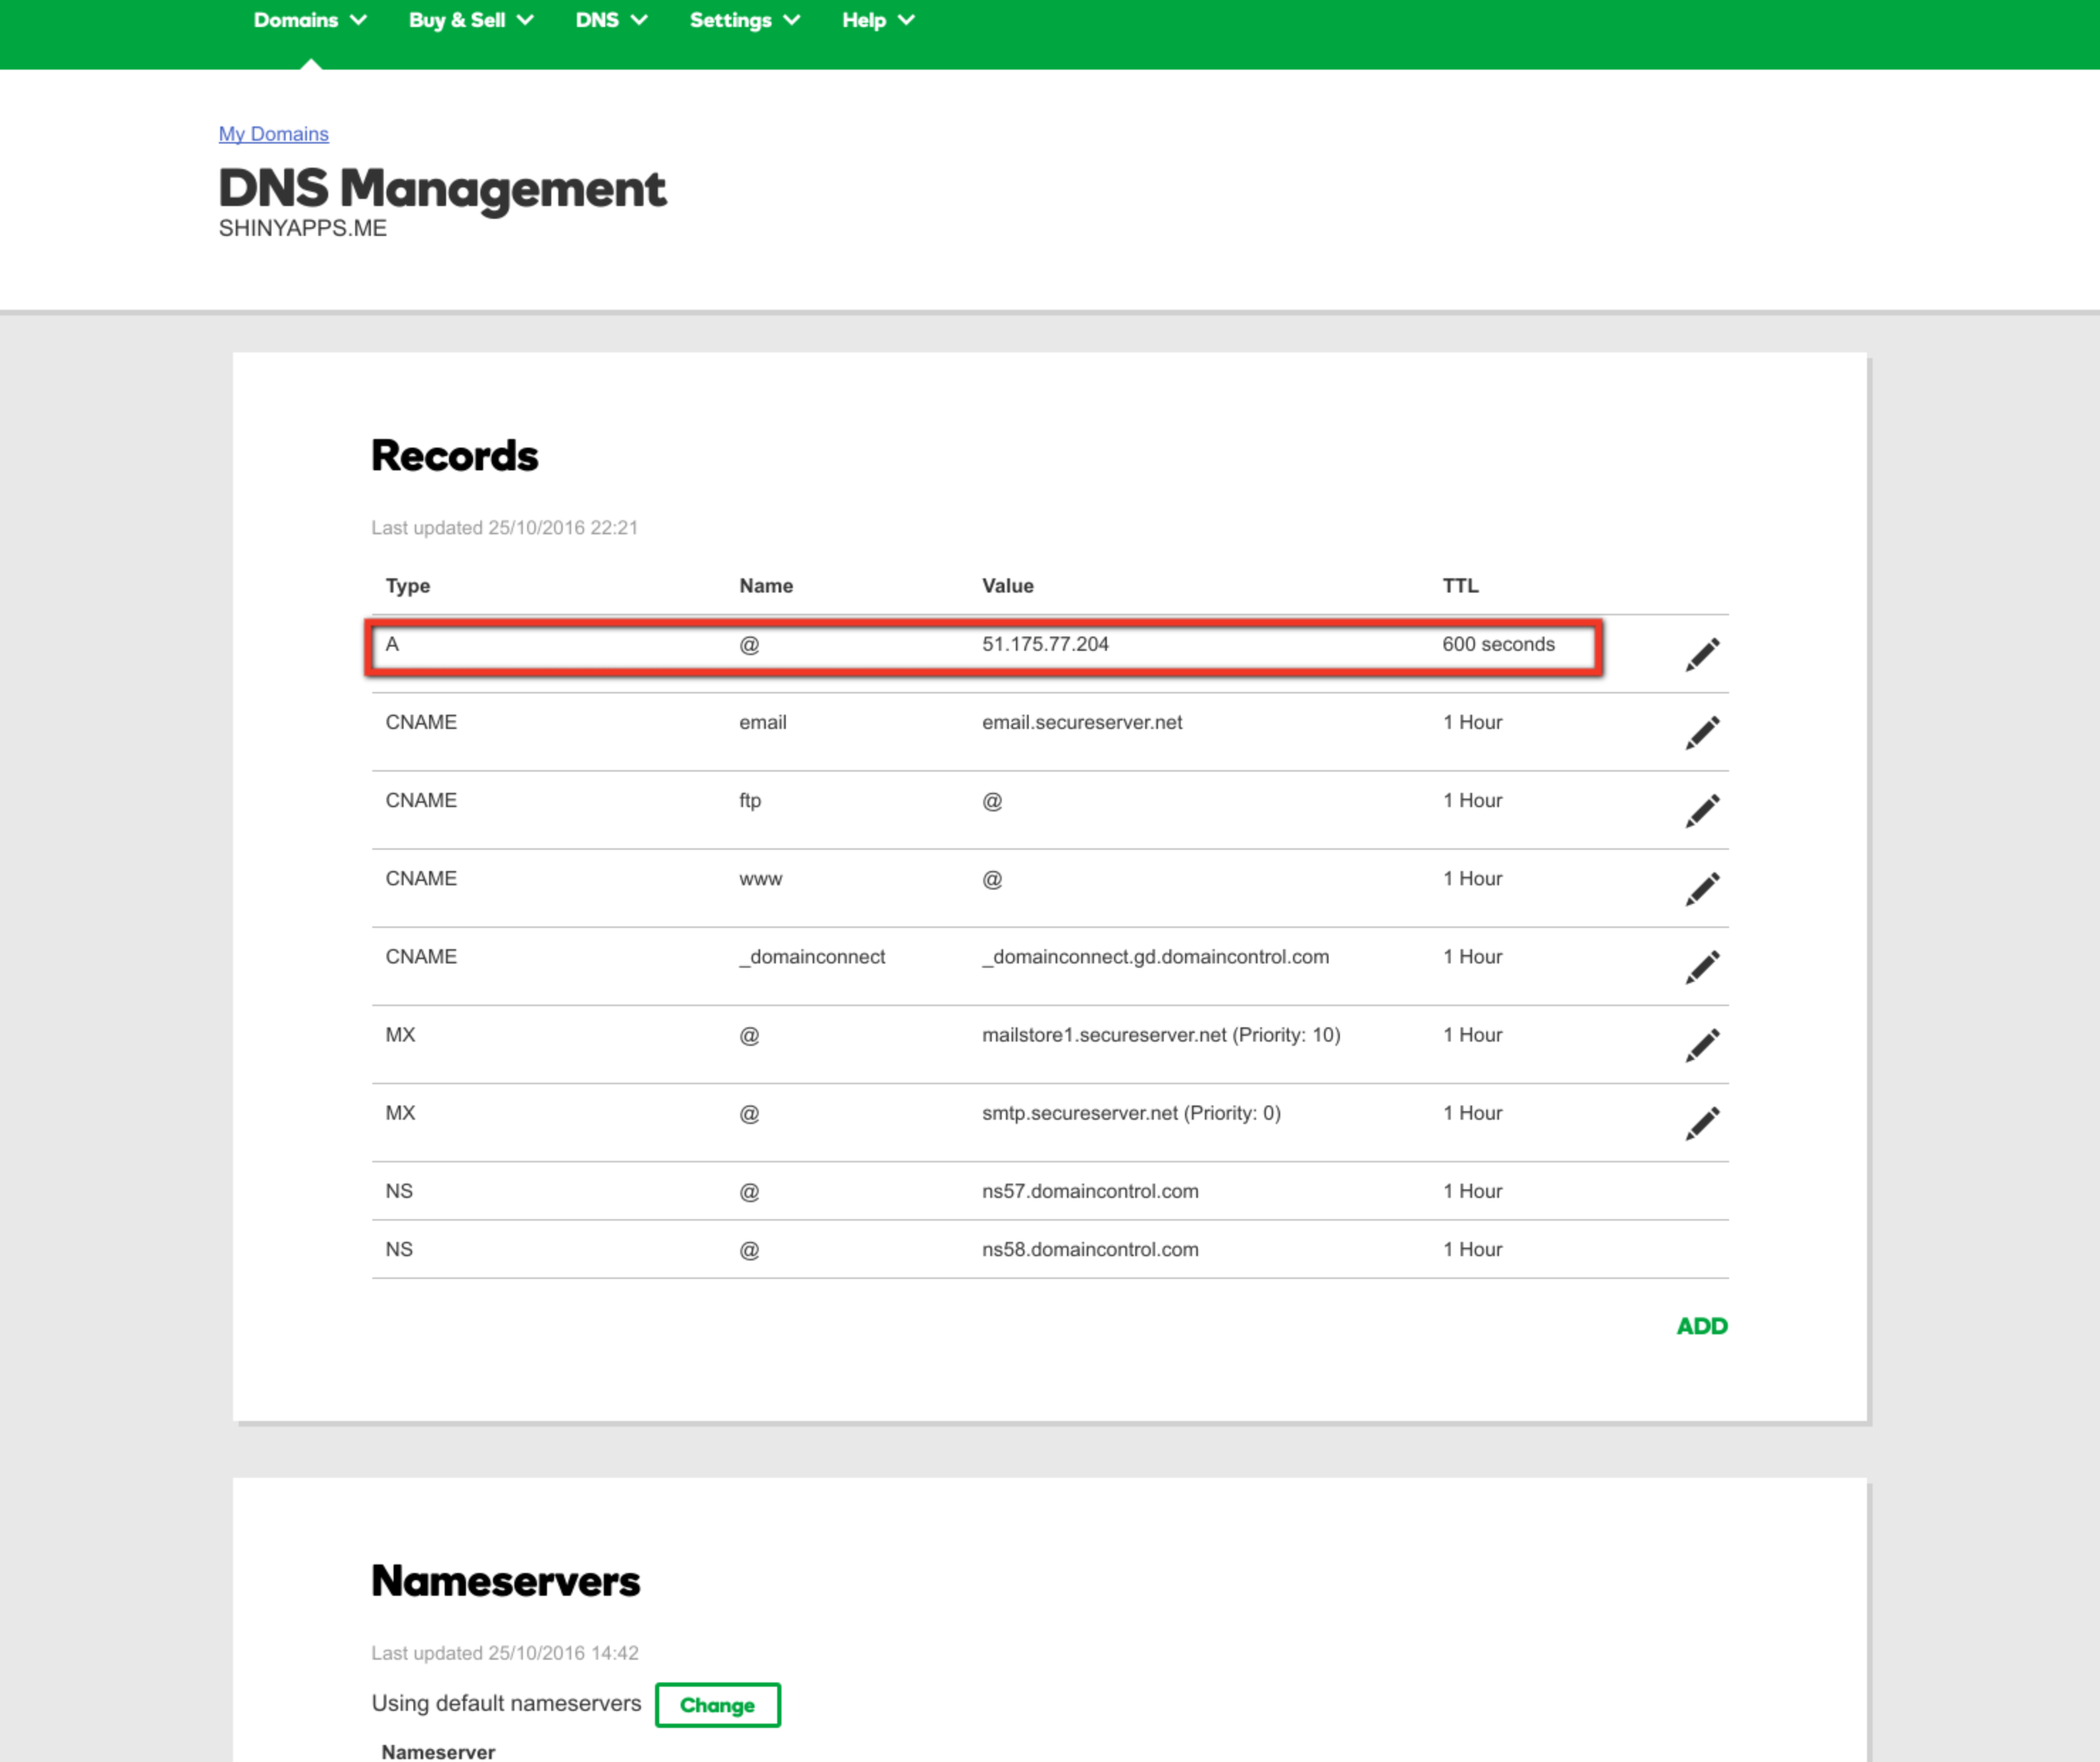 Domains Buy & Sell DNS Settings Help
My Domains
DNS Management
SHINYAPPS.ME
Records
Last updated 25/10/2016 22:21
Type Name Value TTL
A @ 51.175.77.204 600 seconds
CNAME email email.secureserver.net 1 Hour
CNAME ftp @ 1 Hour
CNAME www @ 1 Hour
CNAME _domainconnect _domainconnect.gd.domaincontrol.com 1 Hour
MX @ mailstore1.secureserver.net (Priority: 10) 1 Hour
MX @ smtp.secureserver.net (Priority: 0) 1 Hour
NS @ ns57.domaincontrol.com 1 Hour
NS @ ns58.domaincontrol.com 1 Hour
ADD
Nameservers
Last updated 25/10/2016 14:42
Using default nameservers Change
Nameserver